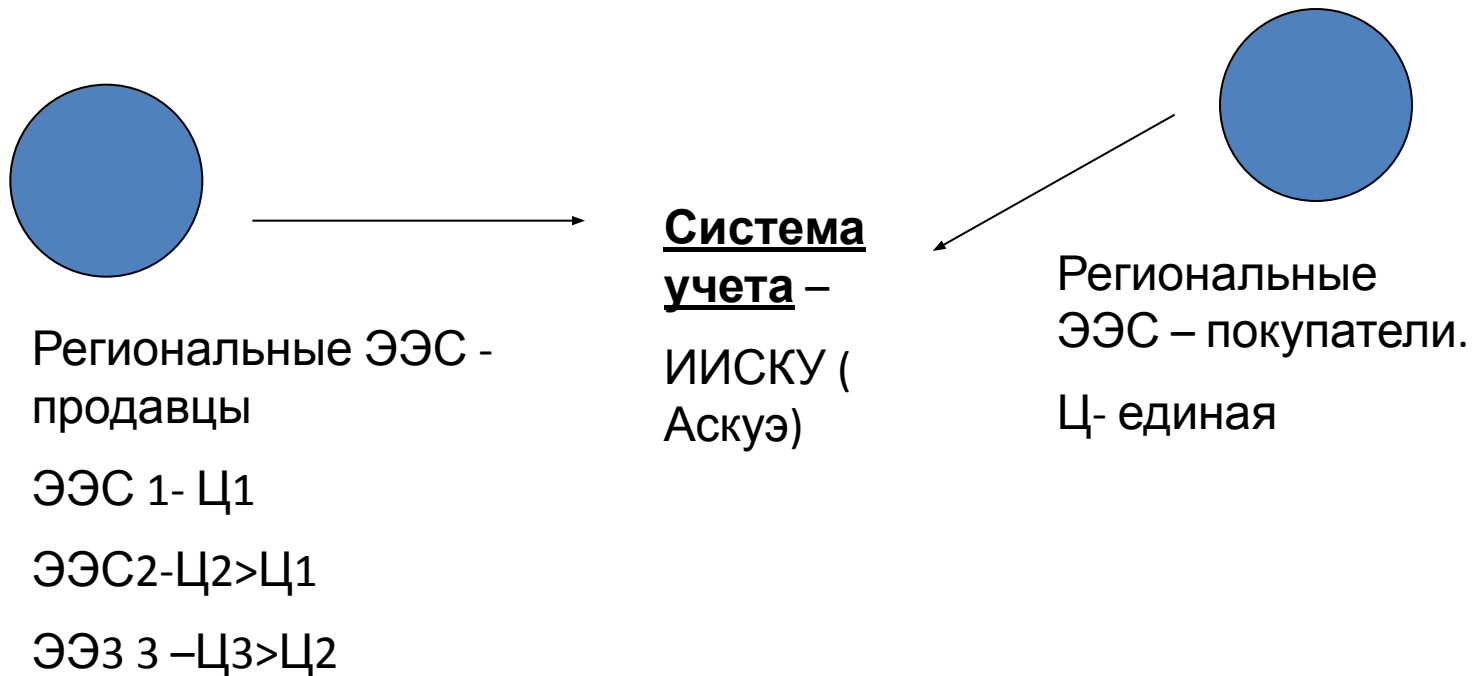 Региональные ЭЭС -
продавцы
ЭЭС 1- Ц1
ЭЭС2-Ц2>Ц1
ЭЭЗ 3 –Ц3>Ц2
Система
учета –
ИИСКУ (
Аскуэ)
Региональные
ЭЭС – покупатели.
Ц- единая